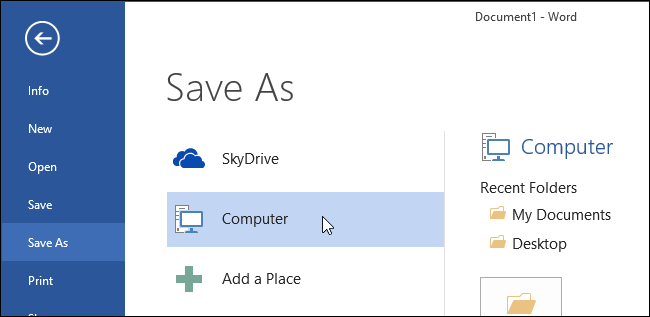 Document1 - Word
Info
New
Open
Save
Save As
Print
Save As
SkyDrive
Computer
Add a Place
Computer
Recent Folders
My Documents
Desktop